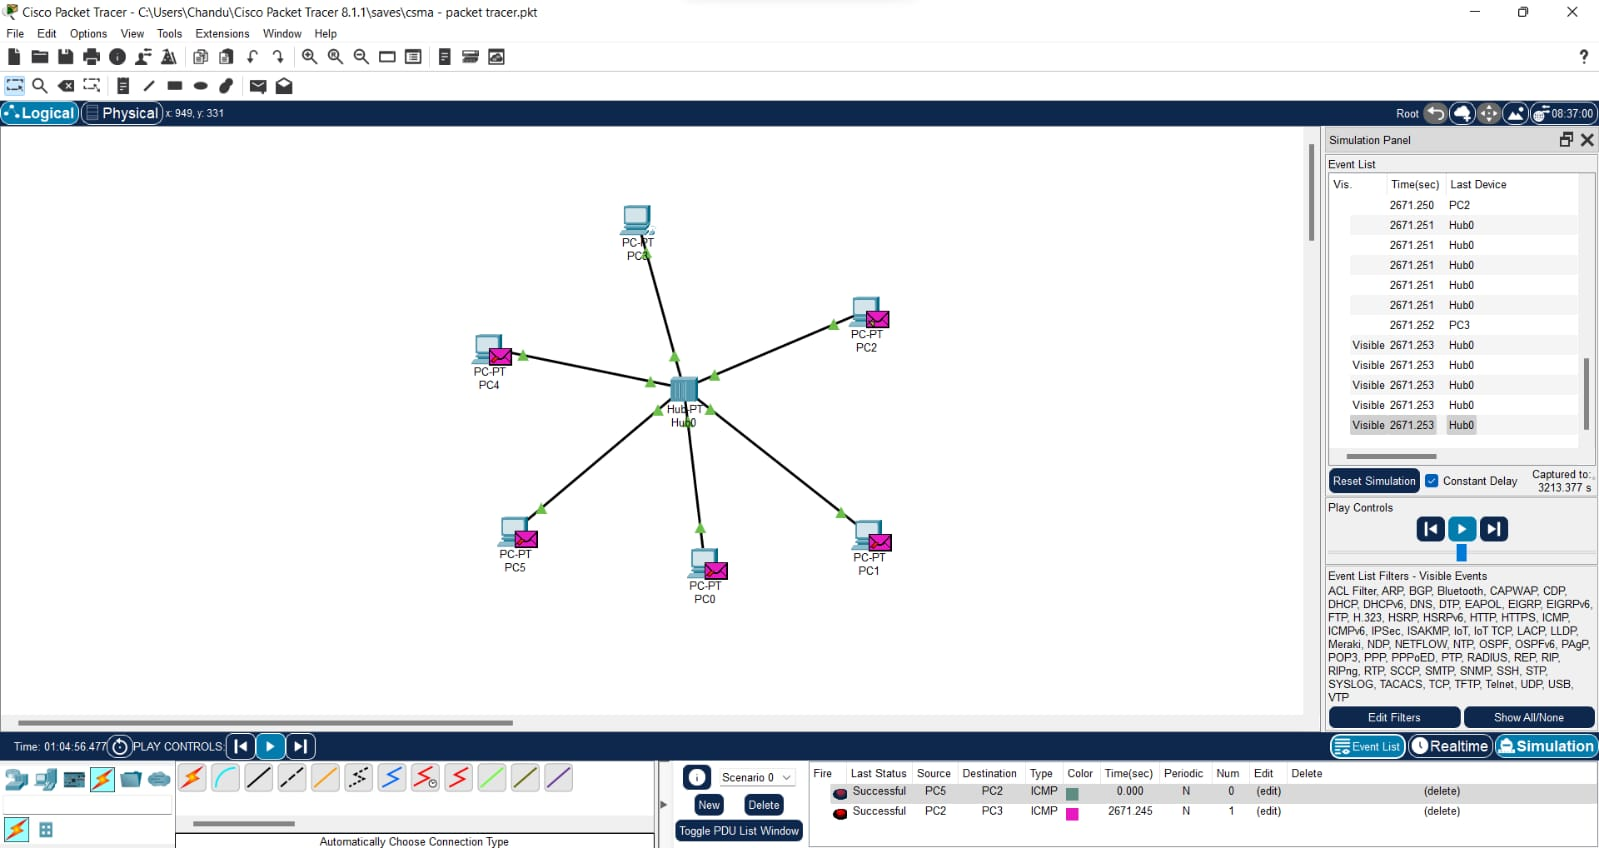 Cisco Packet Tracer - C:\Users\Chandu\Cisco Packet Tracer 8.1.1\saves\csma - packet tracer.pkt
File Edit Options View Tools Extensions Window Help
?
Logical Physical x: 949, y: 331
Root 08:37:00
PC-PT
PC3
PC-PT
PC2
PC-PT
PC4
Hub-PT
Hub0
PC-PT
PC5
PC-PT
PC0
PC-PT
PC1
Simulation Panel
Event List
Vis. Time(sec) Last Device
2671.250 PC2
2671.251 Hub0
2671.251 Hub0
2671.251 Hub0
2671.251 Hub0
2671.251 Hub0
2671.252 PC3
Visible 2671.253 Hub0
Visible 2671.253 Hub0
Visible 2671.253 Hub0
Visible 2671.253 Hub0
Visible 2671.253 Hub0
Reset Simulation Constant Delay Captured to:
3213.377 s
Play Controls
Event List Filters - Visible Events
ACL Filter, ARP, BGP, Bluetooth, CAPWAP, CDP,
DHCP, DHCPv6, DNS, DTP, EAPOL, EIGRP, EIGRPv6,
FTP, H.323, HSRP, HSRPv6, HTTP, HTTPS, ICMP,
ICMPv6, IPSec, ISAKMP, IoT, IoT TCP, LACP, LLDP,
Meraki, NDP, NETFLOW, NTP, OSPF, OSPFv6, PAgP,
POP3, PPP, PPPoED, PTP, RADIUS, REP, RIP,
RIPng, RTP, SCCP, SMTP, SNMP, SSH, STP,
SYSLOG, TACACS, TCP, TFTP, Telnet, UDP, USB,
VTP
Edit Filters Show All/None
Time: 01:04:56.477 PLAY CONTROLS:
Event List Realtime Simulation
Automatically Choose Connection Type
Scenario 0
New Delete
Toggle PDU List Window
Fire Last Status Source Destination Type Color Time(sec) Periodic Num Edit Delete
Successful PC5 PC2 ICMP 0.000 N 0 (edit) (delete)
Successful PC2 PC3 ICMP 2671.245 N 1 (edit) (delete)